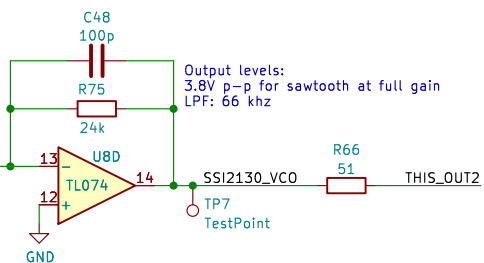 C48
100p
Output levels:
3.8V p-p for sawtooth at full gain
LPF: 66 khz
R75
24k
13
U8D
TL074
14
12
SSI2130_VCO
R66
51
THIS_OUT2
TP7
TestPoint
GND